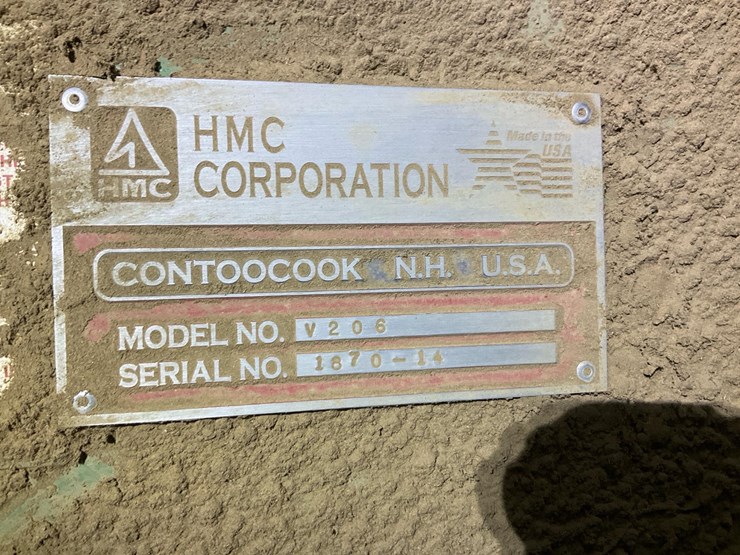 HMC
CORPORATION
HMC
Made in the
USA
CONTOOCOOK N.H. U.S.A.
MODEL NO. V206
SERIAL NO. 1870-14